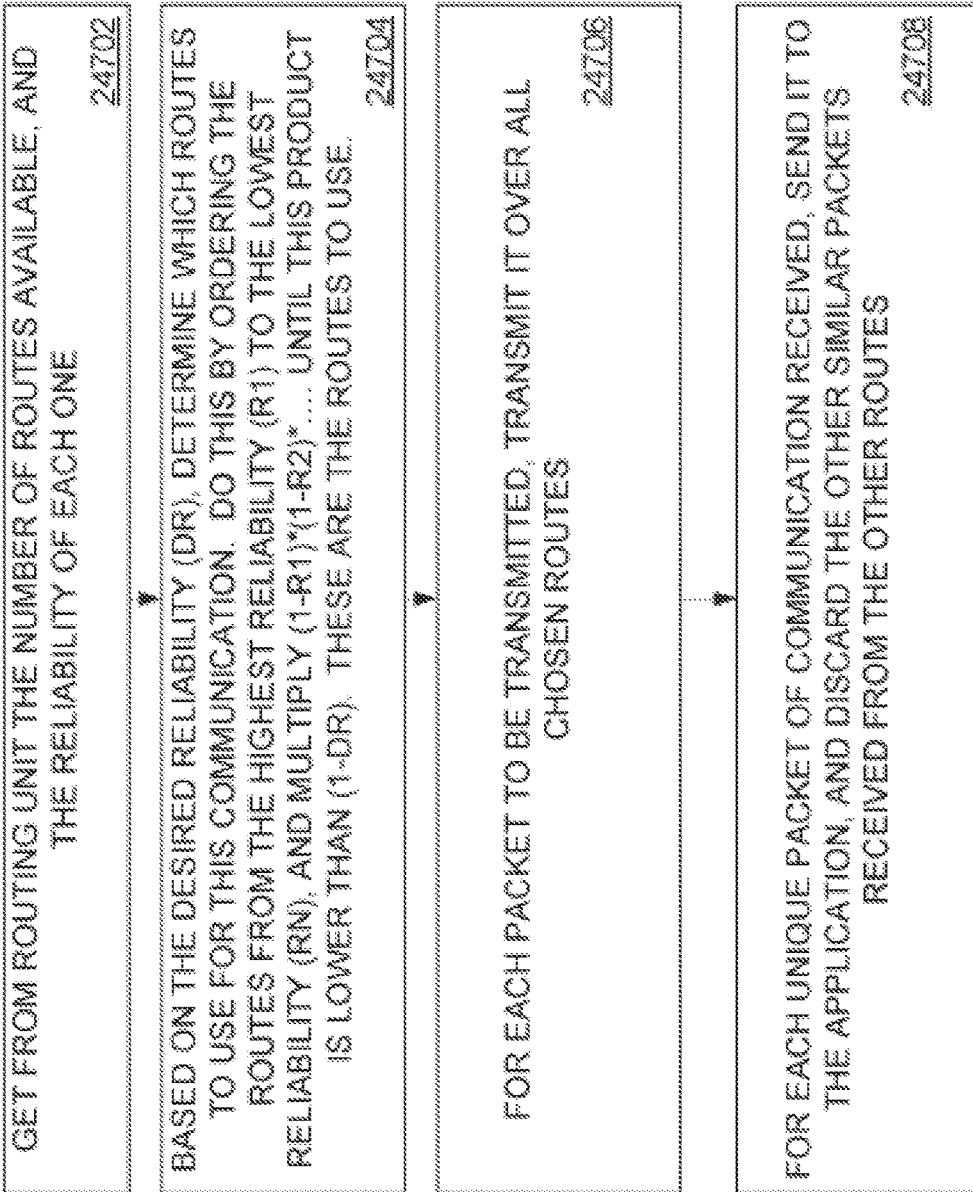 GET FROM ROUTING UNIT THE NUMBER OF ROUTES AVAILABLE, AND
THE RELIABILITY OF EACH ONE
24702
BASED ON THE DESIRED RELIABILITY (DR), DETERMINE WHICH ROUTES
TO USE FOR THIS COMMUNICATION. DO THIS BY ORDERING THE
ROUTES FROM THE HIGHEST RELIABILITY (R1) TO THE LOWEST
RELIABILITY (RN), AND MULTIPLY (1-R1)*(1-R2)*.... UNTIL THIS PRODUCT
IS LOWER THAN (1-DR). THESE ARE THE ROUTES TO USE.
24704
FOR EACH PACKET TO BE TRANSMITTED, TRANSMIT IT OVER ALL
CHOSEN ROUTES
24706
FOR EACH UNIQUE PACKET OF COMMUNICATION RECEIVED, SEND IT TO
THE APPLICATION, AND DISCARD THE OTHER SIMILAR PACKETS
RECEIVED FROM THE OTHER ROUTES
24708